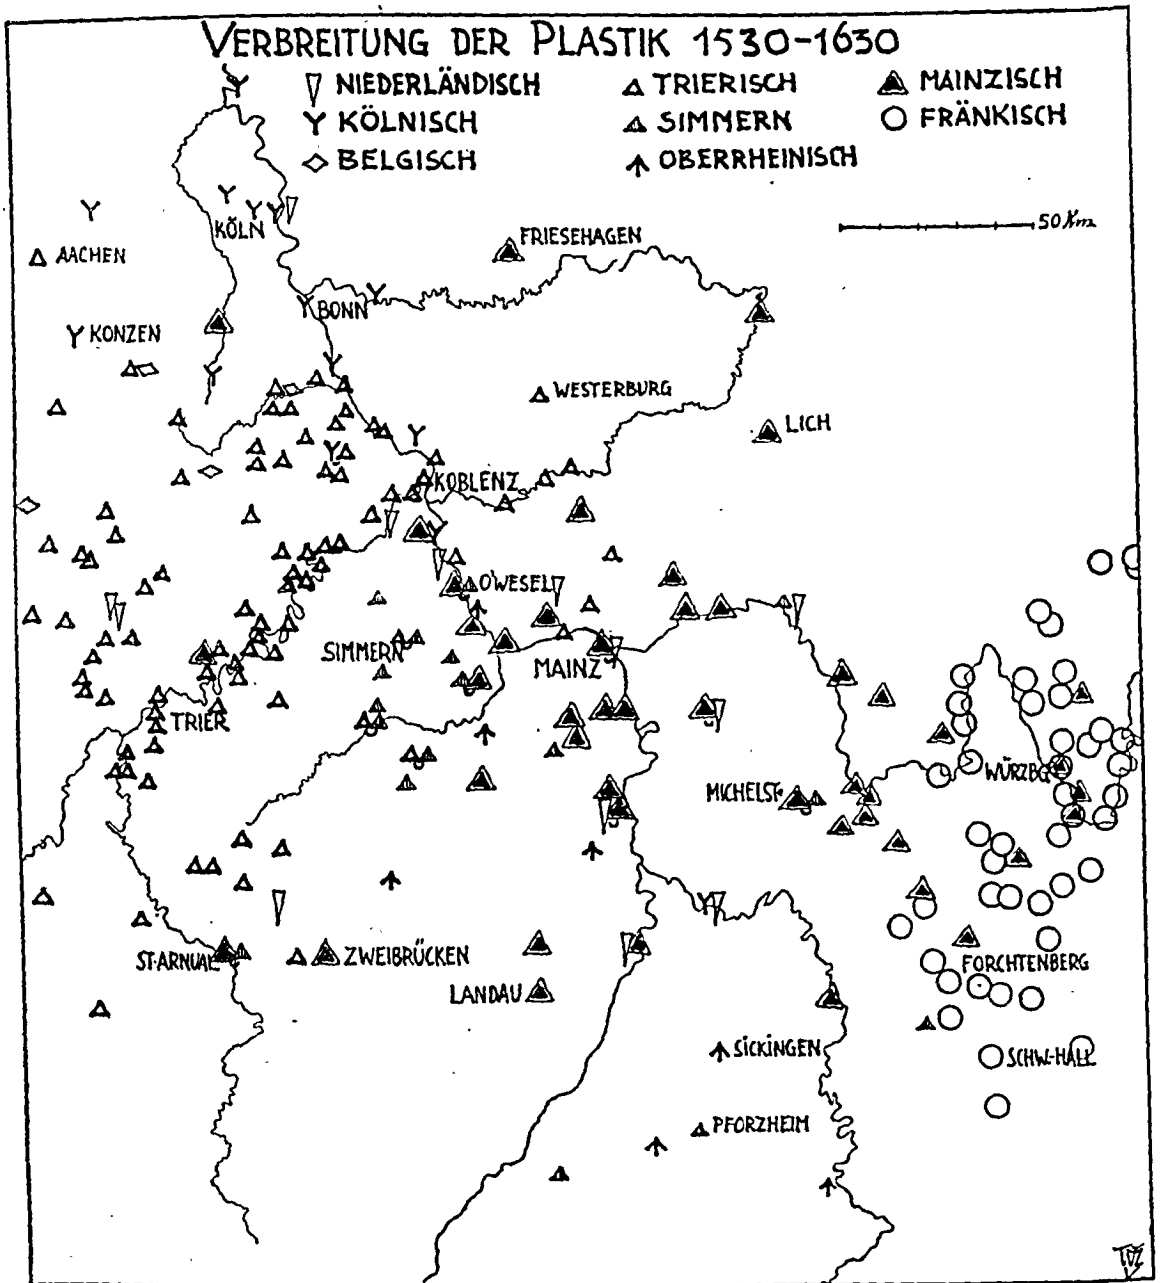 VERBREITUNG DER PLASTIK 1530-1630
NIEDERLÄNDISCH
TRIERISCH
MAINZISCH
KÖLNISCH
SIMMERN
FRÄNKISCH
BELGISCH
OBERRHEINISCH
50 Km
KÖLN
FRIESEHAGEN
AACHEN
BONN
KONZEN
WESTERBURG
LICH
KOBLENZ
O'WESEL
SIMMERN
MAINZ
TRIER
WÜRZBG.
MICHELST.
ST.ARNUAL
ZWEIBRÜCKEN
FORCHTENBERG
LANDAU
SICKINGEN
SCHW.-HALL
PFORZHEIM